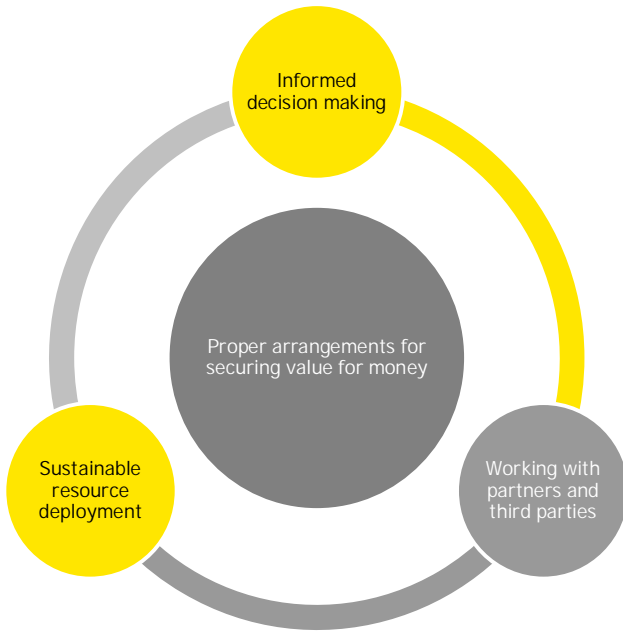 Informed
decision making
Proper arrangements for
securing value for money
Sustainable
resource
deployment
Working with
partners and
third parties